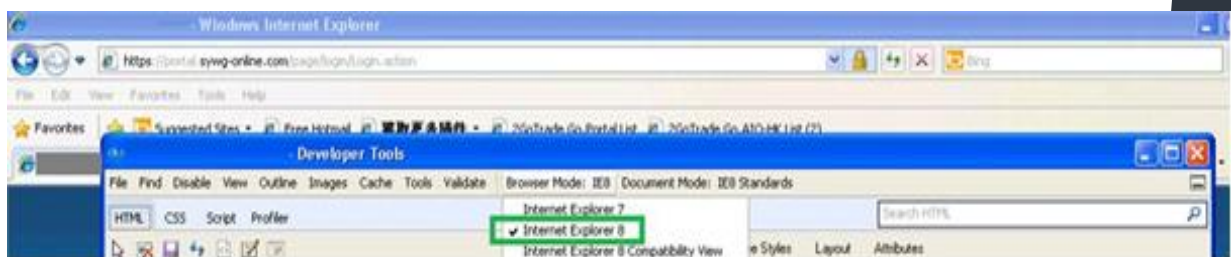 - Windows Internet Explorer
https://portal.sywg-online.com/page/login/login.action
Bing
File Edit View Favorites Tools Help
Favorites Suggested Sites Free Hotmail 2GoTrade Go.Portal List 2GoTrade Go.AIO-HK List (2)
- Developer Tools
File Find Disable View Outline Images Cache Tools Validate Browser Mode: IE8 Document Mode: IE8 Standards
Internet Explorer 7
HTML CSS Script Profiler Search HTML
✓ Internet Explorer 8
Internet Explorer 8 Compatibility View e Styles Layout Attributes